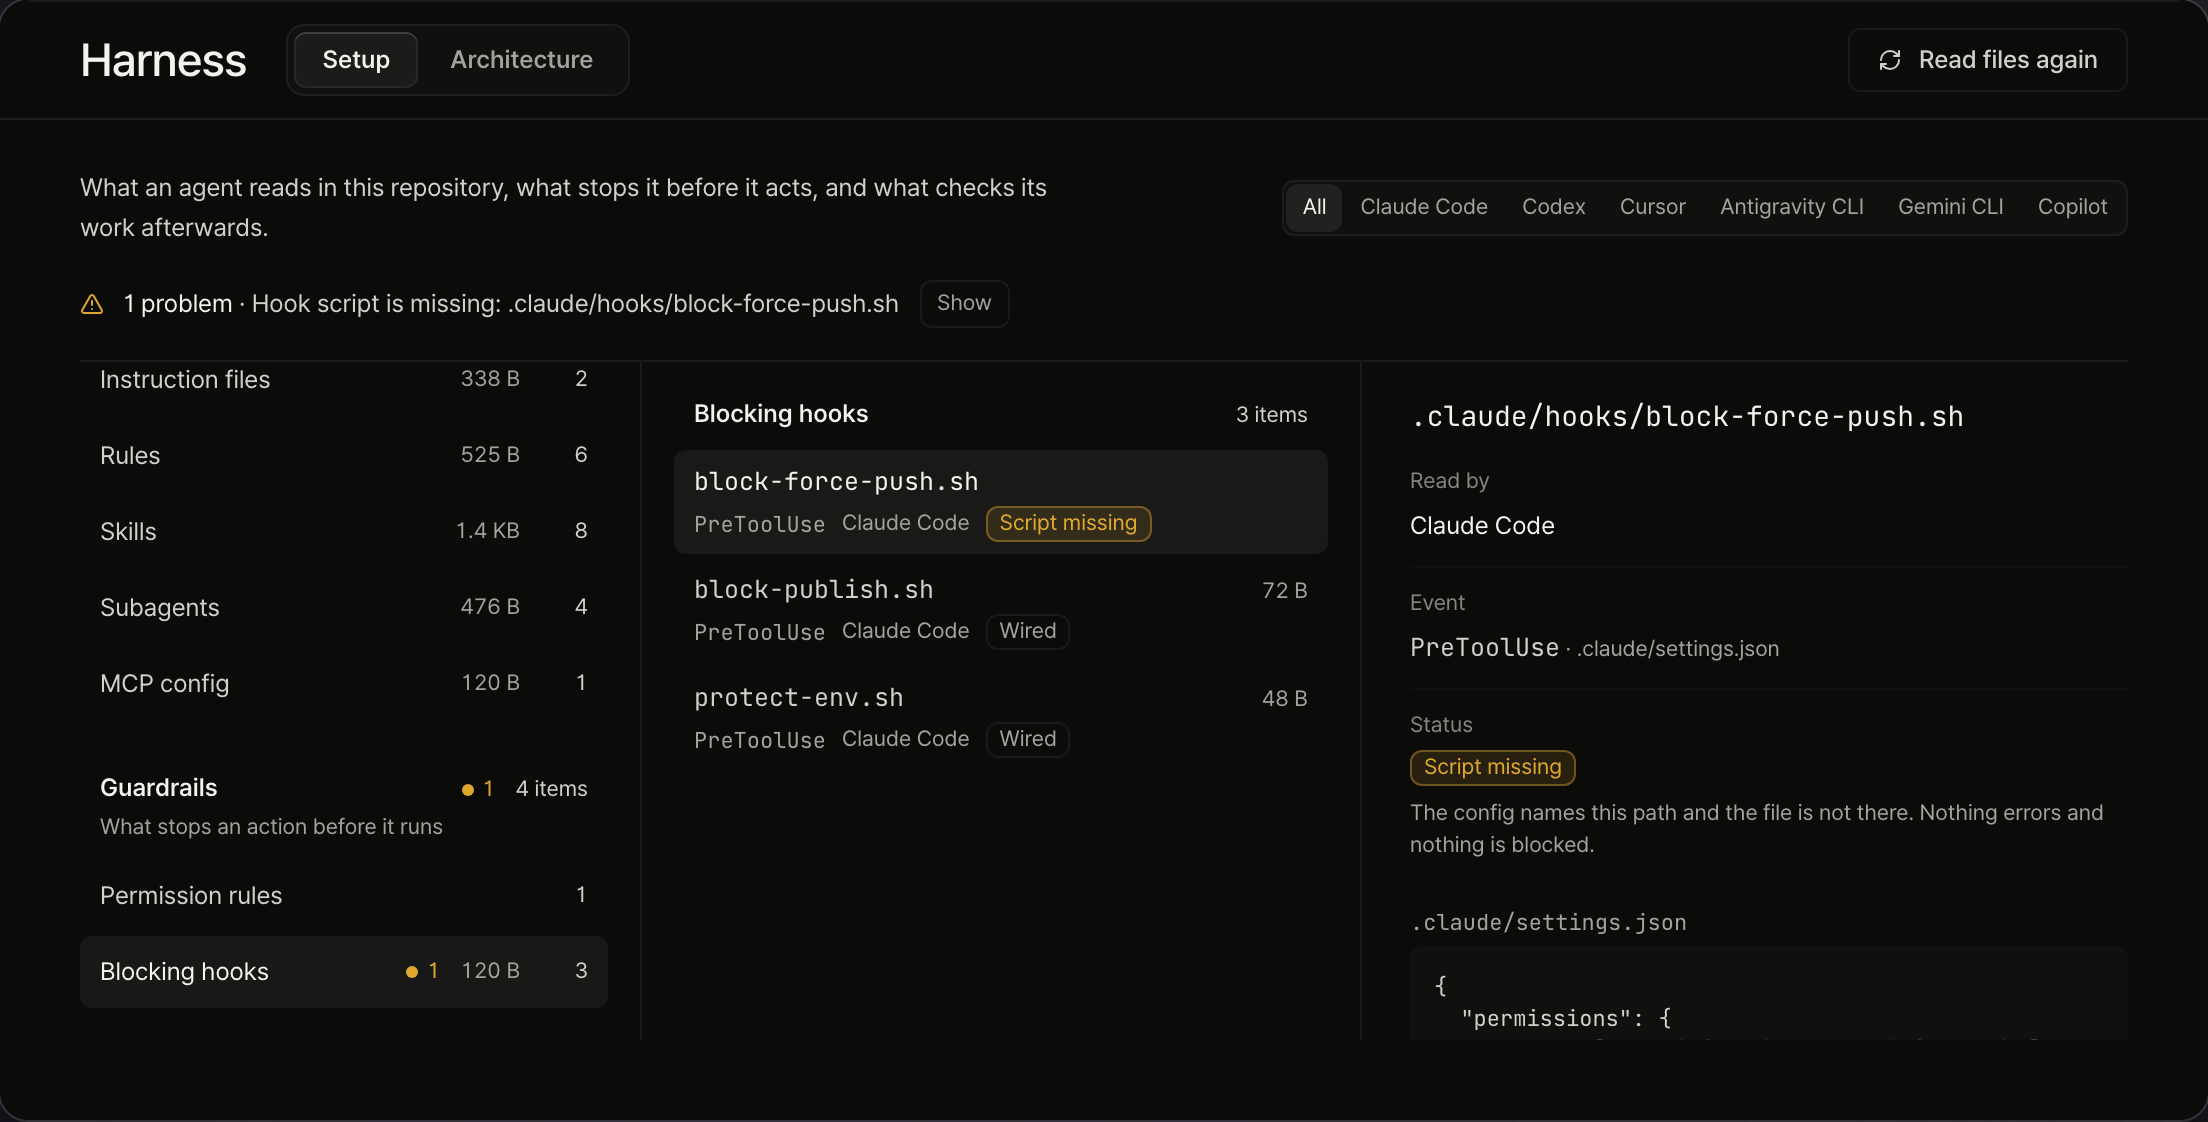 Harness
Setup
Architecture
Read files again
What an agent reads in this repository, what stops it before it acts, and what checks its
work afterwards.
All
Claude Code
Codex
Cursor
Antigravity CLI
Gemini CLI
Copilot
1 problem · Hook script is missing: .claude/hooks/block-force-push.sh
Show
Instruction files 338 B 2
Rules 525 B 6
Skills 1.4 KB 8
Subagents 476 B 4
MCP config 120 B 1
Guardrails 1 4 items
What stops an action before it runs
Permission rules 1
Blocking hooks 1 120 B 3
Blocking hooks 3 items
block-force-push.sh
PreToolUse Claude Code Script missing
block-publish.sh 72 B
PreToolUse Claude Code Wired
protect-env.sh 48 B
PreToolUse Claude Code Wired
.claude/hooks/block-force-push.sh
Read by
Claude Code
Event
PreToolUse · .claude/settings.json
Status
Script missing
The config names this path and the file is not there. Nothing errors and
nothing is blocked.
.claude/settings.json
{
"permissions": {